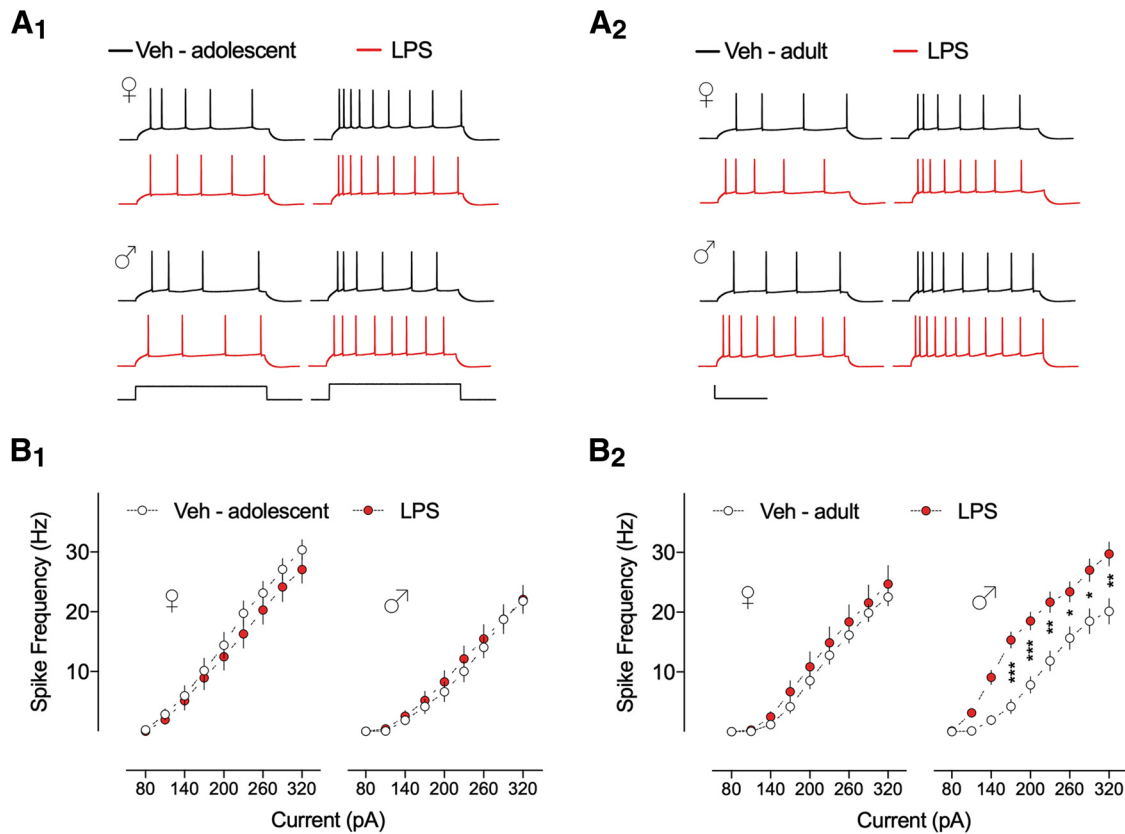 A1
Veh - adolescent LPS
♀
♂
A2
Veh - adult LPS
♀
♂
B1
Veh - adolescent LPS
Spike Frequency (Hz)
30
20
10
♀ ♂
80 140 200 260 320 80 140 200 260 320
Current (pA)
B2
Veh - adult LPS
Spike Frequency (Hz)
30
20
10
♀ ♂
*** *** ** * * **
80 140 200 260 320 80 140 200 260 320
Current (pA)